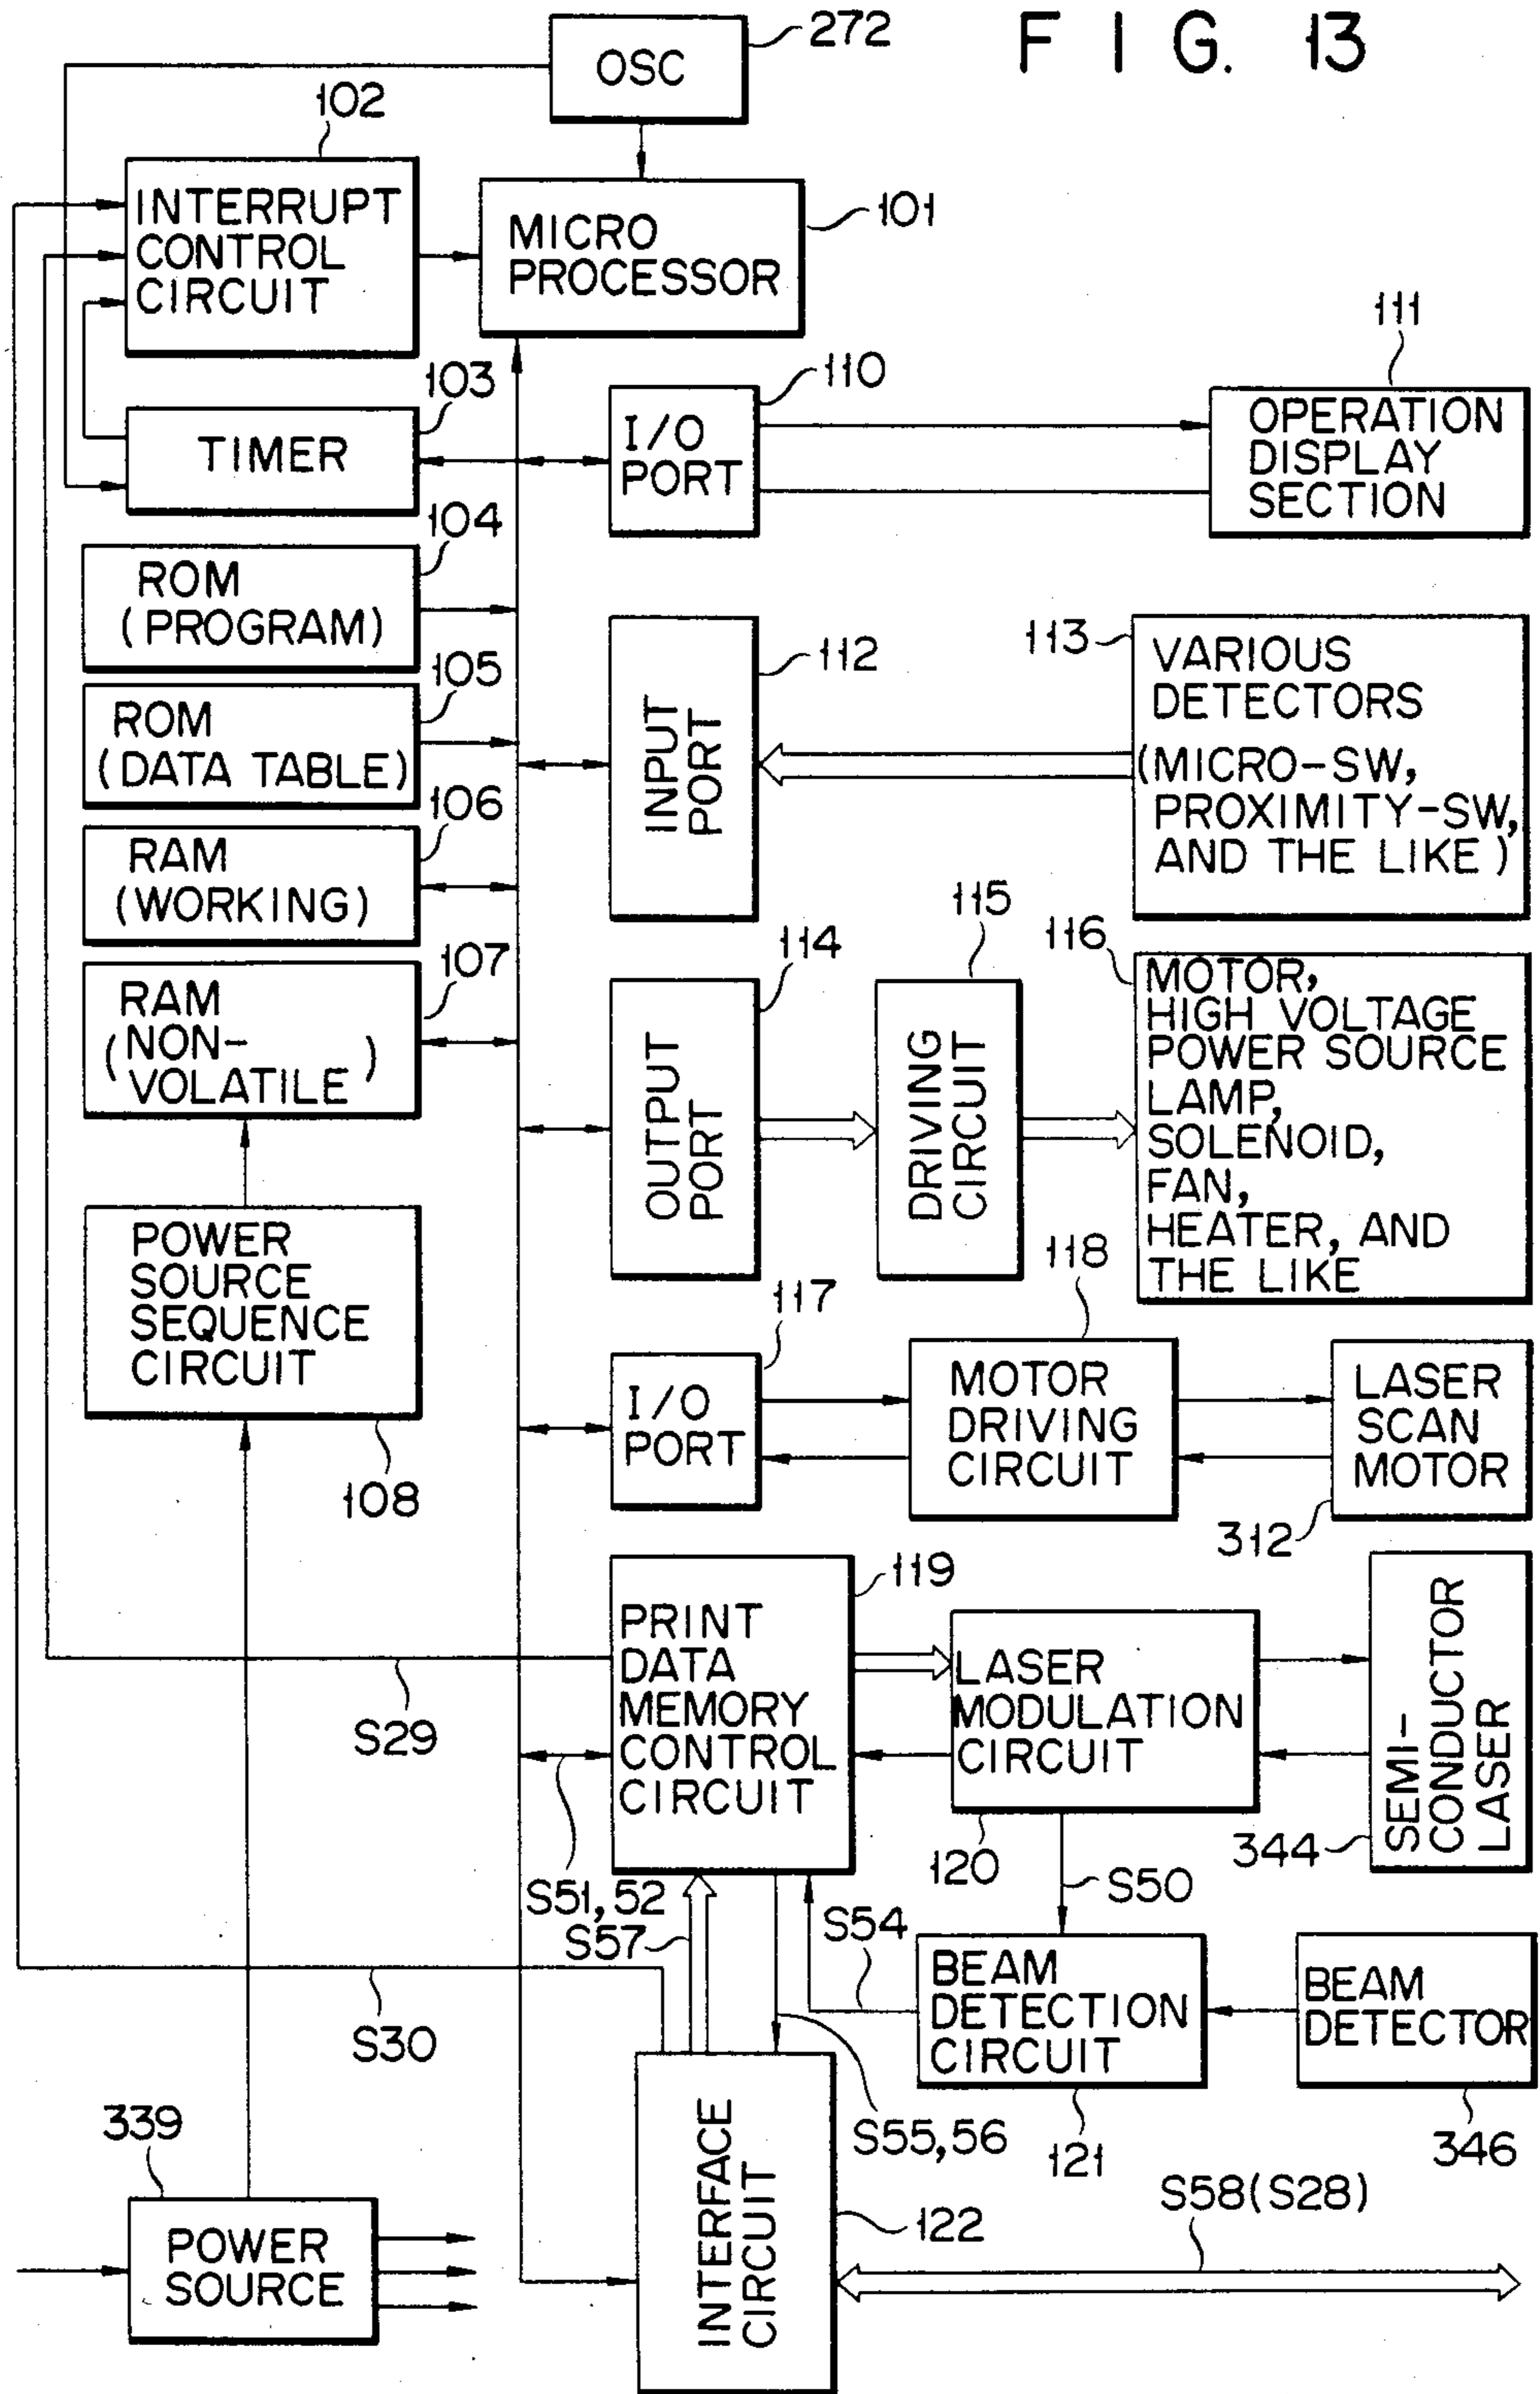 FIG. 13
OSC
272
102
INTERRUPT
CONTROL
CIRCUIT
MICRO
PROCESSOR
101
103
TIMER
110
I/O
PORT
111
OPERATION
DISPLAY
SECTION
104
ROM
(PROGRAM)
105
ROM
(DATA TABLE)
106
RAM
(WORKING)
107
RAM
(NON-
VOLATILE)
112
INPUT
PORT
113
VARIOUS
DETECTORS
(MICRO-SW,
PROXIMITY-SW,
AND THE LIKE)
114
OUTPUT
PORT
115
DRIVING
CIRCUIT
116
MOTOR,
HIGH VOLTAGE
POWER SOURCE
LAMP,
SOLENOID,
FAN,
HEATER, AND
THE LIKE
POWER
SOURCE
SEQUENCE
CIRCUIT
108
117
I/O
PORT
118
MOTOR
DRIVING
CIRCUIT
LASER
SCAN
MOTOR
312
119
PRINT
DATA
MEMORY
CONTROL
CIRCUIT
S29
LASER
MODULATION
CIRCUIT
120
SEMI-
CONDUCTOR
LASER
344
S50
S51, 52
S57
S54
S30
BEAM
DETECTION
CIRCUIT
121
BEAM
DETECTOR
346
S55, 56
339
POWER
SOURCE
INTERFACE
CIRCUIT
122
S58(S28)